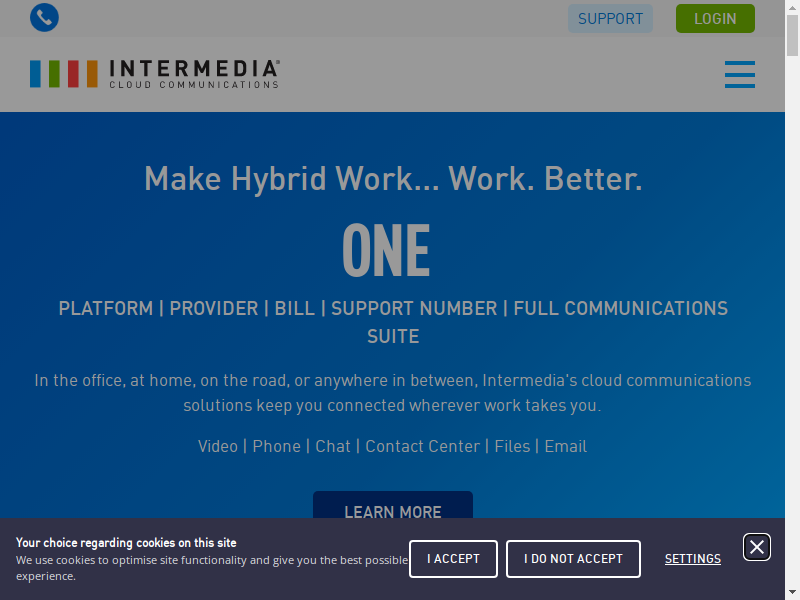 SUPPORT
LOGIN
INTERMEDIA®
CLOUD COMMUNICATIONS
Make Hybrid Work... Work. Better.
ONE
PLATFORM | PROVIDER | BILL | SUPPORT NUMBER | FULL COMMUNICATIONS
SUITE
In the office, at home, on the road, or anywhere in between, Intermedia's cloud communications
solutions keep you connected wherever work takes you.
Video | Phone | Chat | Contact Center | Files | Email
LEARN MORE
Your choice regarding cookies on this site
We use cookies to optimise site functionality and give you the best possible
experience.
I ACCEPT
I DO NOT ACCEPT
SETTINGS